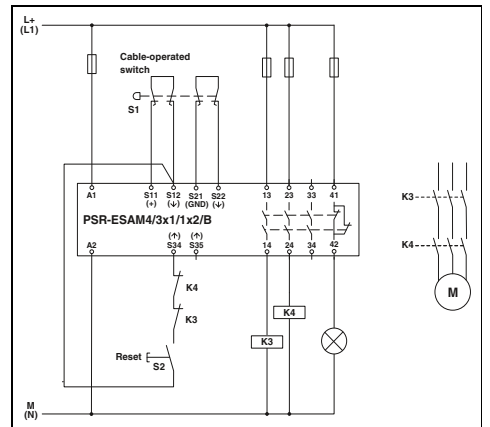 L+
(L1)
Cable-operated
switch
S1
A1 S11 S12 S21 S22 13 23 33 41
(+) (↓) (GND) (↓)
PSR-ESAM4/3x1/1x2/B
(↑) (↑)
A2 S34 S35 14 24 34 42
K3
K4
M
K4
K3
K4
K3
Reset
S2
M
(N)